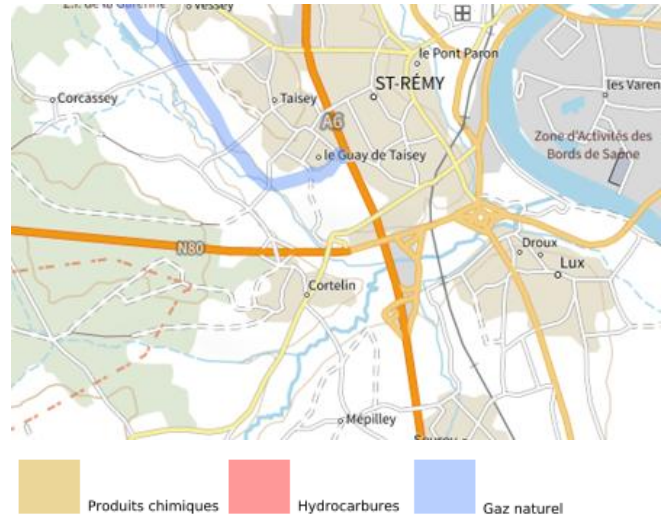 Vessey
le Pont Paron
Corcassey
Taisey
ST-RÉMY
les Varen
A6
Zone d'Activités des
Bords de Saône
le Guay de Taisey
N80
Droux
Lux
Cortelin
Mépilley
Produits chimiques
Hydrocarbures
Gaz naturel